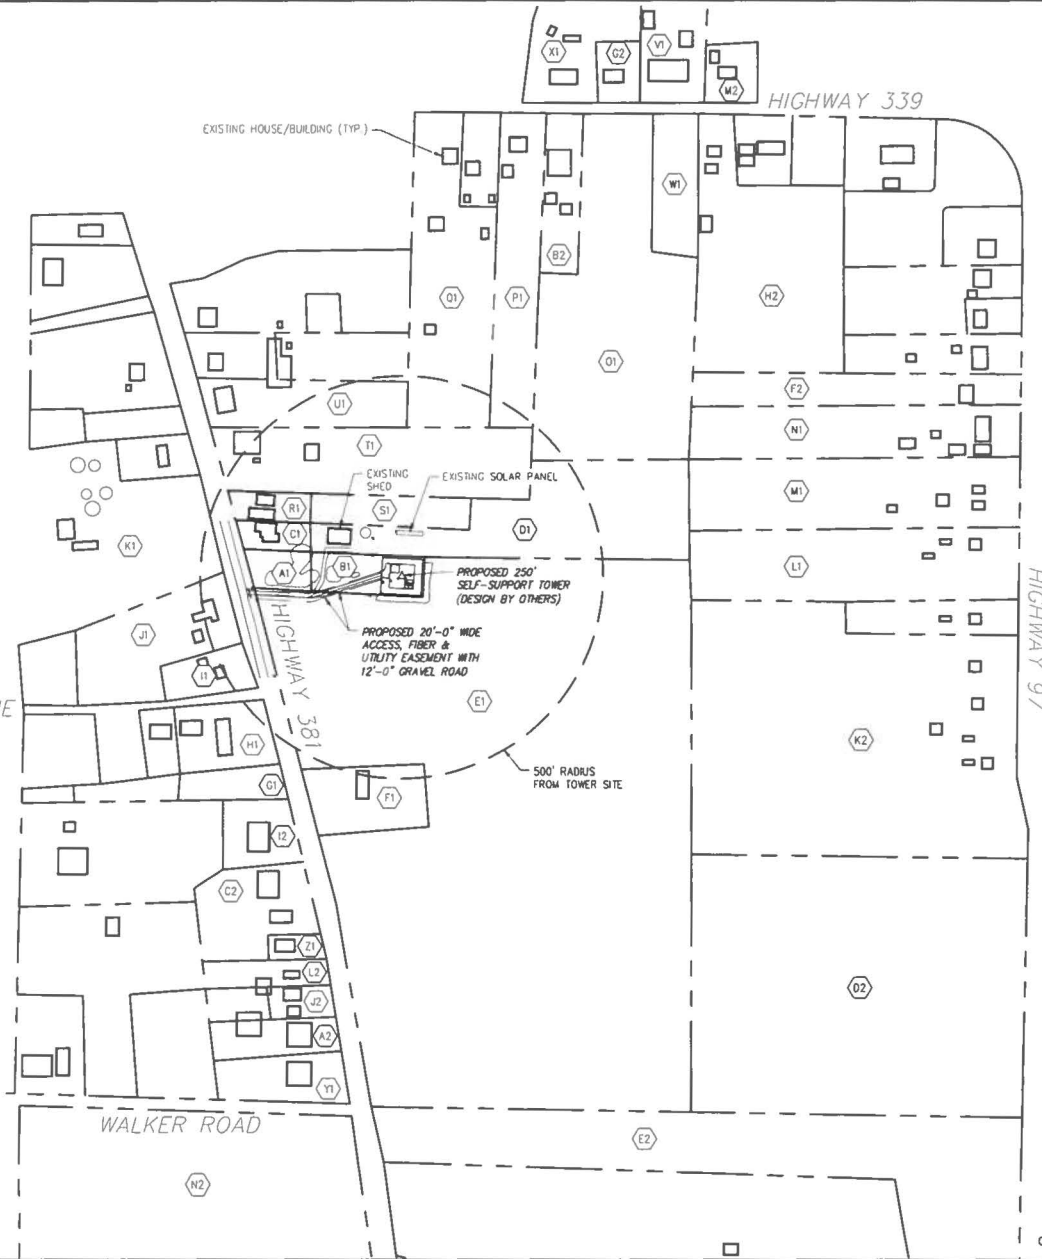 X1
G2
V1
M2
HIGHWAY 339
EXISTING HOUSE/BUILDING (TYP.)
W1
B2
Q1
P1
H2
O1
U1
F2
T1
N1
EXISTING
SHED
EXISTING SOLAR PANEL
M1
R1
S1
C1
D1
K1
A1
B1
L1
PROPOSED 250'
SELF-SUPPORT TOWER
(DESIGN BY OTHERS)
HIGHWAY 381
PROPOSED 20'-0" WIDE
ACCESS, FIBER &
UTILITY EASEMENT WITH
12'-0" GRAVEL ROAD
J1
I1
E1
HIGHWAY 97
E
H1
K2
500' RADIUS
FROM TOWER SITE
G1
F1
I2
C2
Z1
L2
J2
D2
A2
Y1
WALKER ROAD
E2
N2